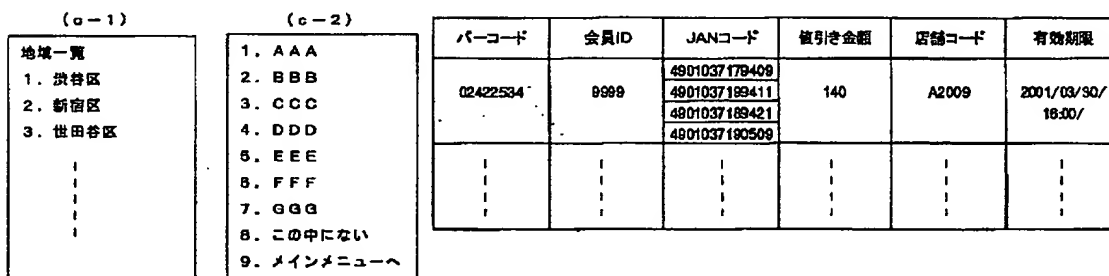 (a-1)
地域一覧
1. 渋谷区
2. 新宿区
3. 世田谷区
(c-2)
1. AAA
2. BBB
3. CCC
4. DDD
5. EEE
6. FFF
7. GGG
8. この中にない
9. メインメニューへ
バーコード 会員ID JANコード 値引き金額 店舗コード 有効期限
4901037179409
02422534 9999 4901037199411 140 A2009 2001/03/30/
4901037189421 16:00/
4901037190509